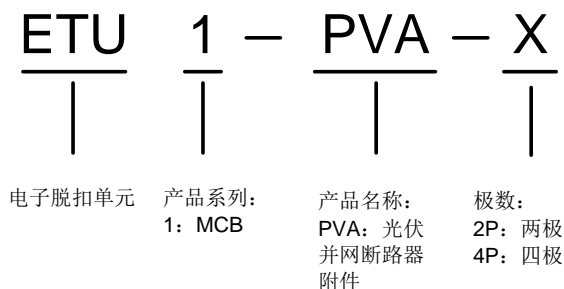 ETU 1 — PVA — X
电子脱扣单元
产品系列：
1：MCB
产品名称：
PVA：光伏
并网断路器
附件
极数：
2P：两极
4P：四极